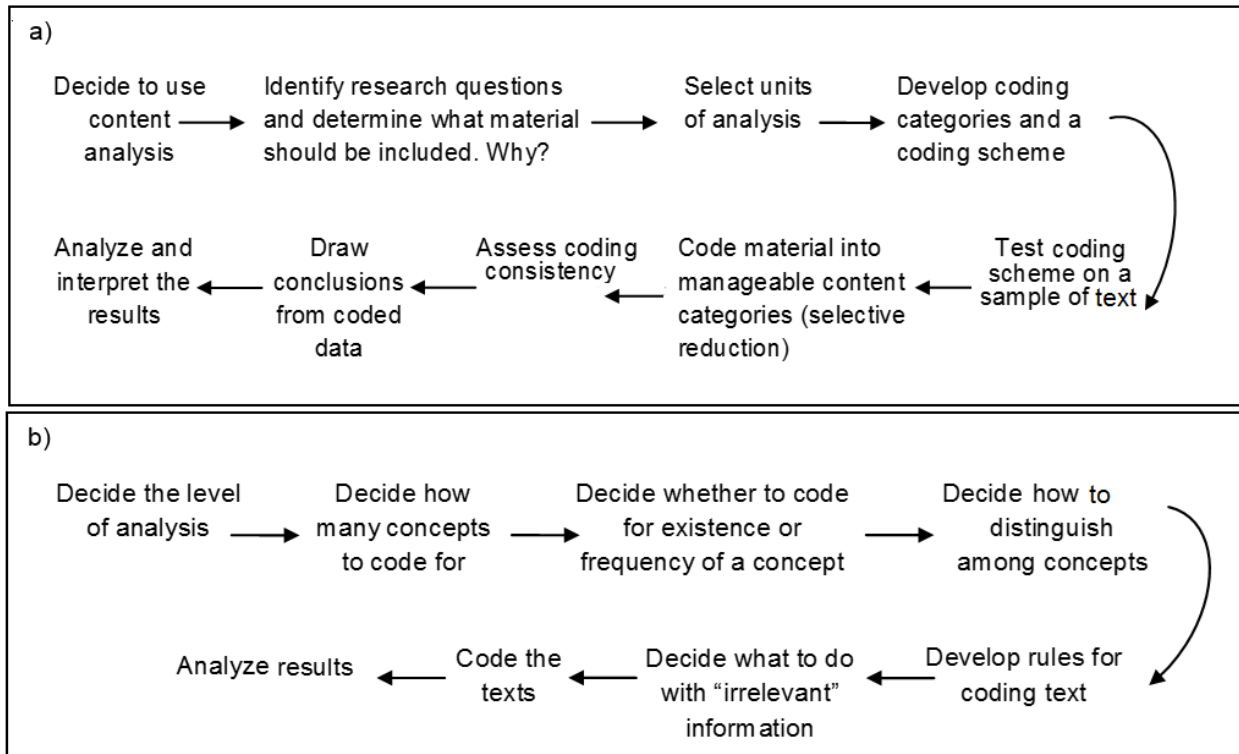 a)
Decide to use
content
analysis
Identify research questions
and determine what material
should be included. Why?
Select units
of analysis
Develop coding
categories and a
coding scheme
Test coding
scheme on a
sample of text
Code material into
manageable content
categories (selective
reduction)
Assess coding
consistency
Draw
conclusions
from coded
data
Analyze and
interpret the
results
b)
Decide the level
of analysis
Decide how
many concepts
to code for
Decide whether to code
for existence or
frequency of a concept
Decide how to
distinguish
among concepts
Develop rules for
coding text
Decide what to do
with “irrelevant”
information
Code the
texts
Analyze results